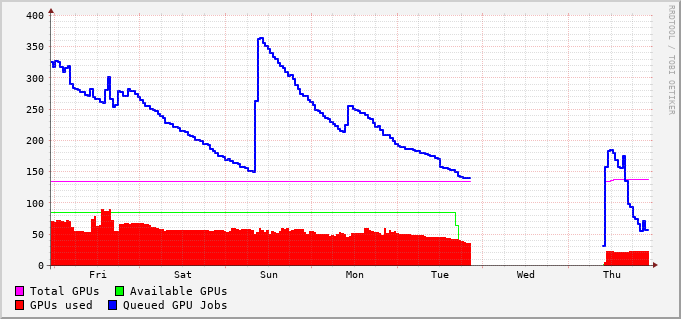 400
350
300
250
200
150
100
50
0
Fri Sat Sun Mon Tue Wed Thu
Total GPUs Available GPUs
GPUs used Queued GPU Jobs
RRDTOOL / TOBI OETIKER